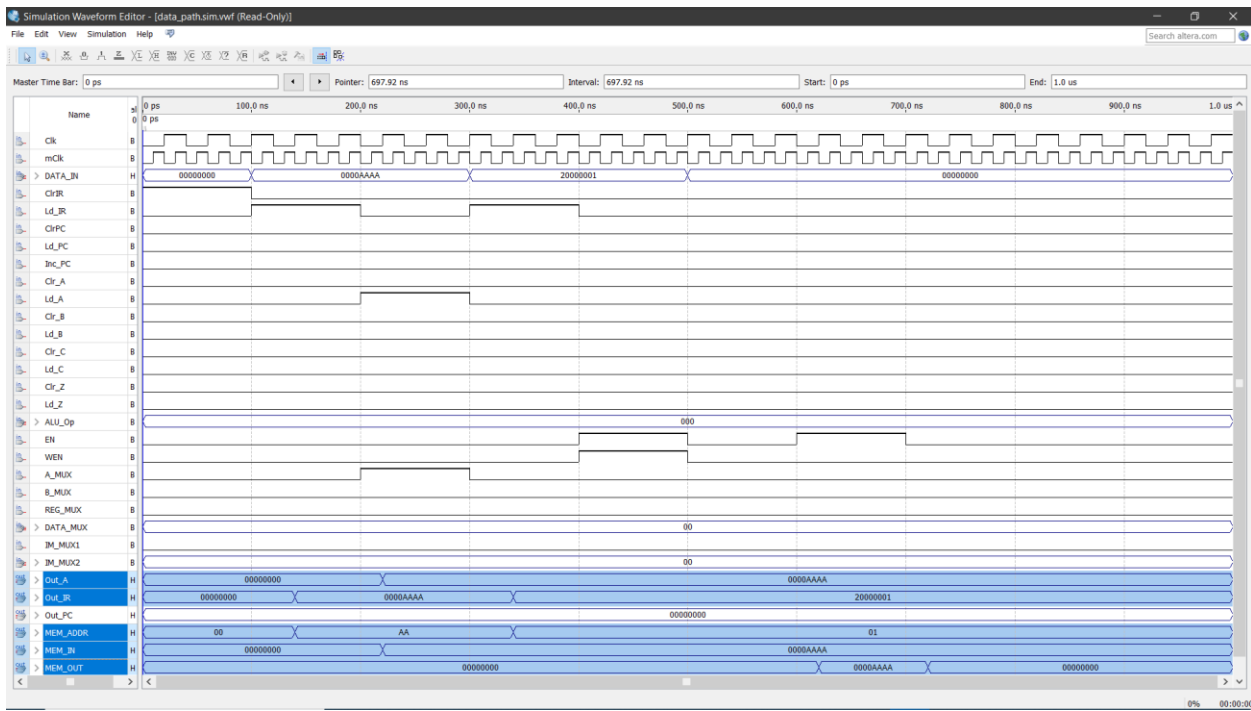 Simulation Waveform Editor - [data_path.sim.vwf (Read-Only)]
File Edit View Simulation Help
Search altera.com
Master Time Bar: 0 ps Pointer: 697.92 ns Interval: 697.92 ns Start: 0 ps End: 1.0 us
Name 0 ps 100.0 ns 200.0 ns 300.0 ns 400.0 ns 500.0 ns 600.0 ns 700.0 ns 800.0 ns 900.0 ns 1.0 us
0 0 ps
Clk B
mClk B
DATA_IN H 00000000 0000AAAA 20000001 00000000
ClrIR B
Ld_IR B
ClrPC B
Ld_PC B
Inc_PC B
Clr_A B
Ld_A B
Clr_B B
Ld_B B
Clr_C B
Ld_C B
Clr_Z B
Ld_Z B
ALU_Op B 000
EN B
WEN B
A_MUX B
B_MUX B
REG_MUX B
DATA_MUX B 00
IM_MUX1 B
IM_MUX2 B 00
Out_A H 00000000 0000AAAA
Out_IR H 00000000 0000AAAA 20000001
Out_PC H 00000000
MEM_ADDR H 00 AA 01
MEM_IN H 00000000 0000AAAA
MEM_OUT H 00000000 0000AAAA 00000000
0% 00:00:0